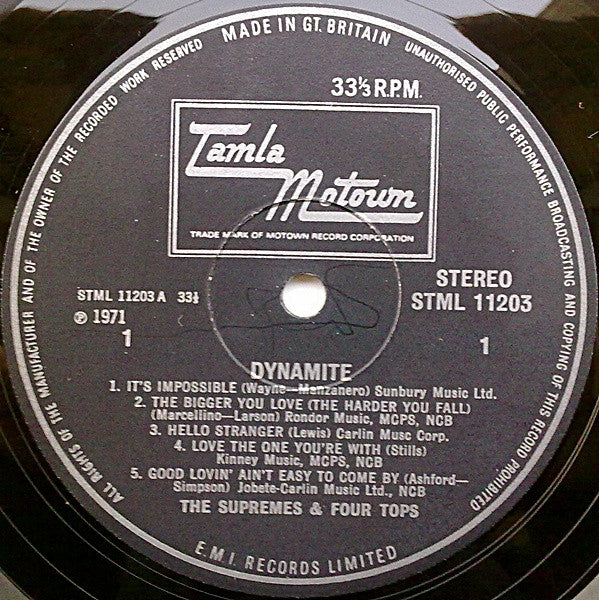 MADE IN GT. BRITAIN
UNAUTHORISED PUBLIC PERFORMANCE BROADCASTING AND COPYING OF THIS RECORD PROHIBITED
ALL RIGHTS OF THE MANUFACTURER AND OF THE OWNER OF THE RECORDED WORK RESERVED
33⅓ R.P.M.
Tamla
Motown
TRADE MARK OF MOTOWN RECORD CORPORATION
STML 11203 A 33⅓
℗ 1971
1
STEREO
STML 11203
1
DYNAMITE
1. IT'S IMPOSSIBLE (Wayne—Manzanero) Sunbury Music Ltd.
2. THE BIGGER YOU LOVE (THE HARDER YOU FALL)
(Marcellino—Larson) Rondor Music, MCPS, NCB
3. HELLO STRANGER (Lewis) Carlin Musc Corp.
4. LOVE THE ONE YOU'RE WITH (Stills)
Kinney Music, MCPS, NCB
5. GOOD LOVIN' AIN'T EASY TO COME BY (Ashford—
Simpson) Jobete-Carlin Music Ltd., NCB
THE SUPREMES & FOUR TOPS
E.M.I. RECORDS LIMITED